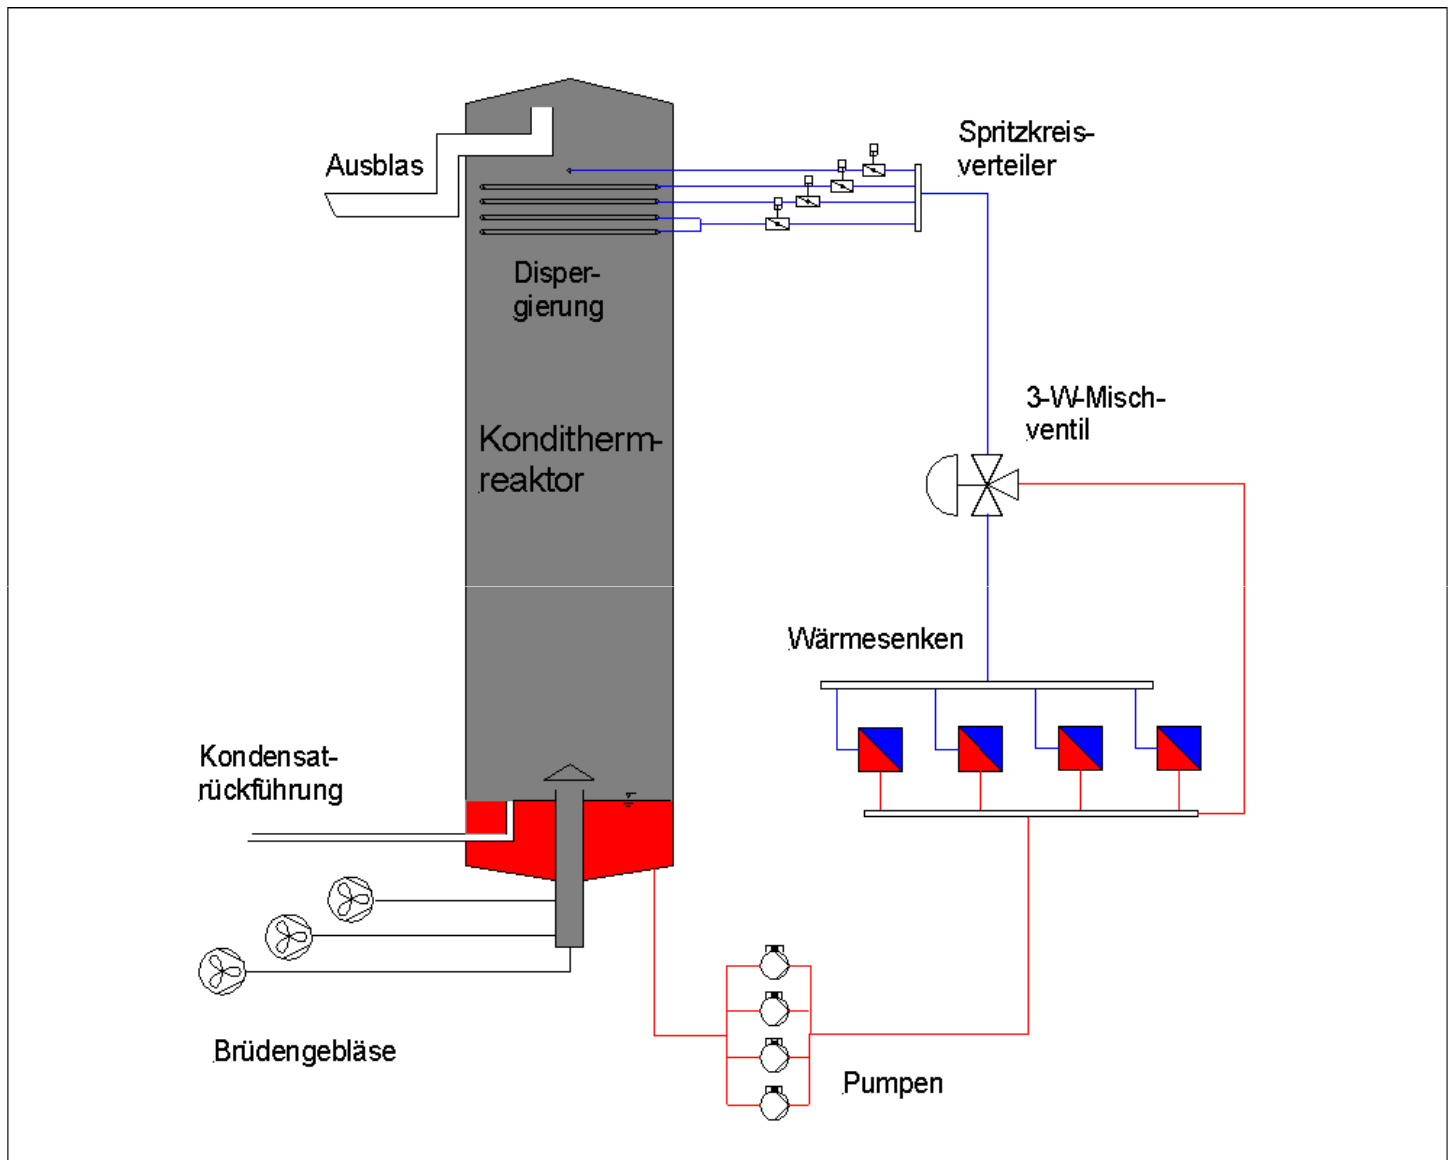 Spritzkreis-
verteiler
Ausblas
Disper-
gierung
3-W-Misch-
ventil
Konditherm-
reaktor
Wärmesenken
Kondensat-
rückführung
Brüdengebläse
Pumpen